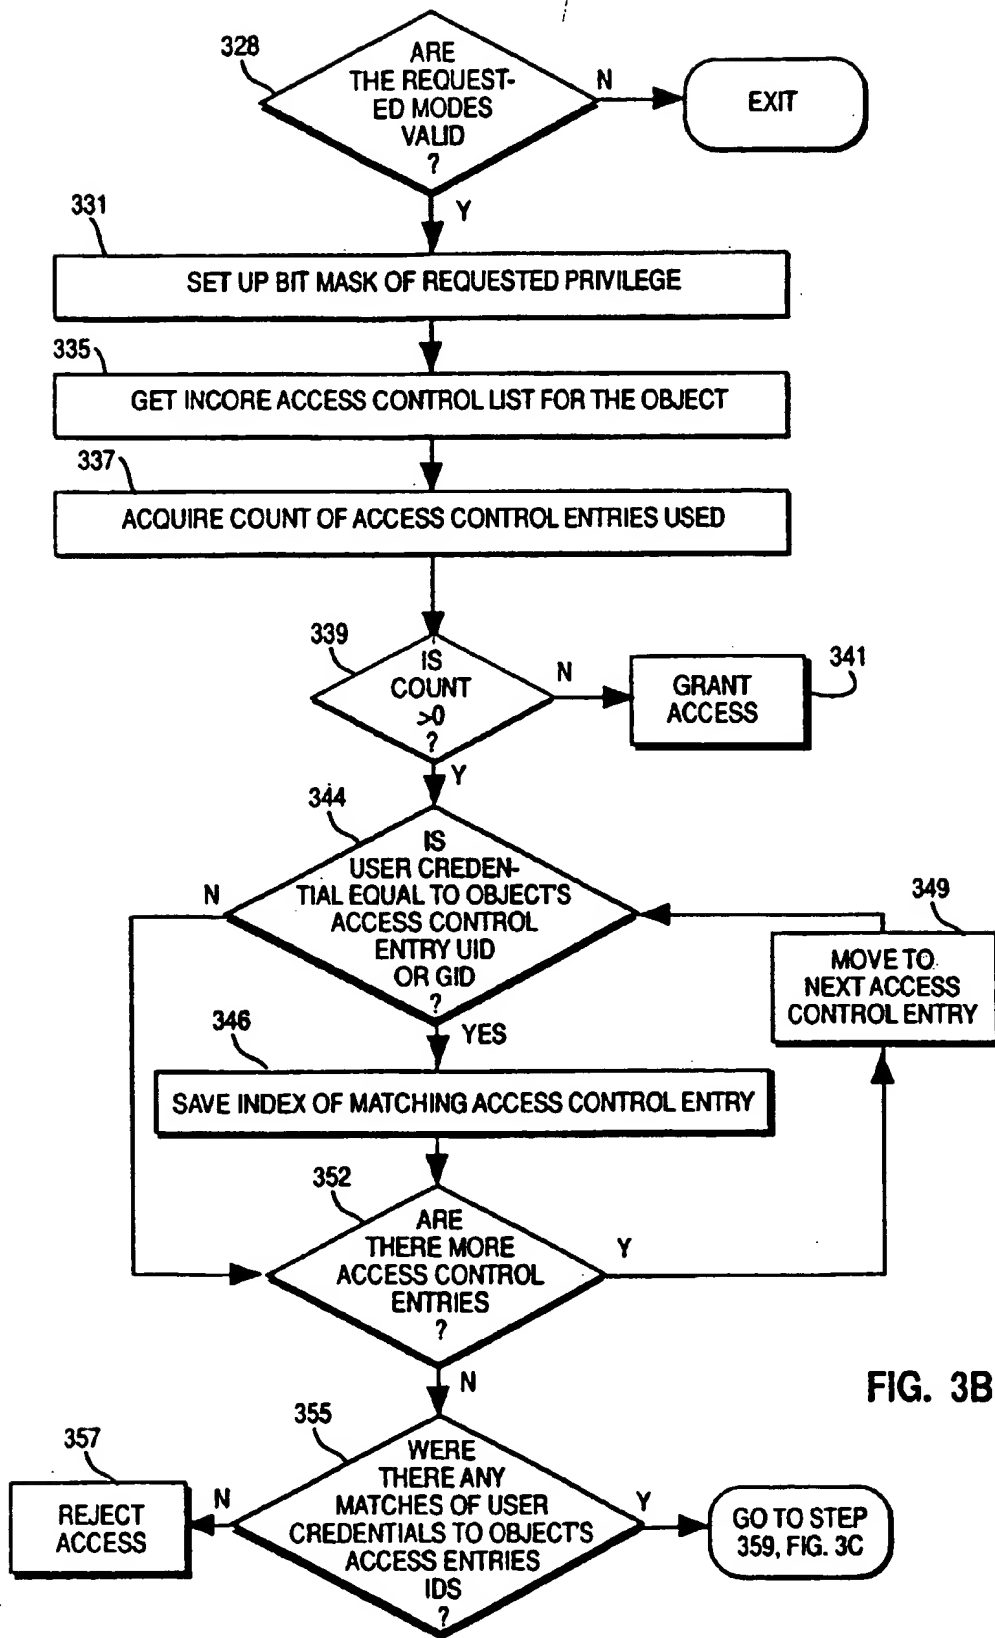 328
ARE
THE REQUEST-
ED MODES
VALID
?
N
EXIT
Y
331
SET UP BIT MASK OF REQUESTED PRIVILEGE
335
GET INCORE ACCESS CONTROL LIST FOR THE OBJECT
337
ACQUIRE COUNT OF ACCESS CONTROL ENTRIES USED
339
IS
COUNT
>0
?
N
GRANT
ACCESS
341
Y
344
IS
USER CREDEN-
TIAL EQUAL TO OBJECT'S
ACCESS CONTROL
ENTRY UID
OR GID
?
N
349
MOVE TO
NEXT ACCESS
CONTROL ENTRY
YES
346
SAVE INDEX OF MATCHING ACCESS CONTROL ENTRY
352
ARE
THERE MORE
ACCESS CONTROL
ENTRIES
?
Y
N
FIG. 3B
355
WERE
THERE ANY
MATCHES OF USER
CREDENTIALS TO OBJECT'S
ACCESS ENTRIES
IDS
?
357
N
REJECT
ACCESS
Y
GO TO STEP
359, FIG. 3C